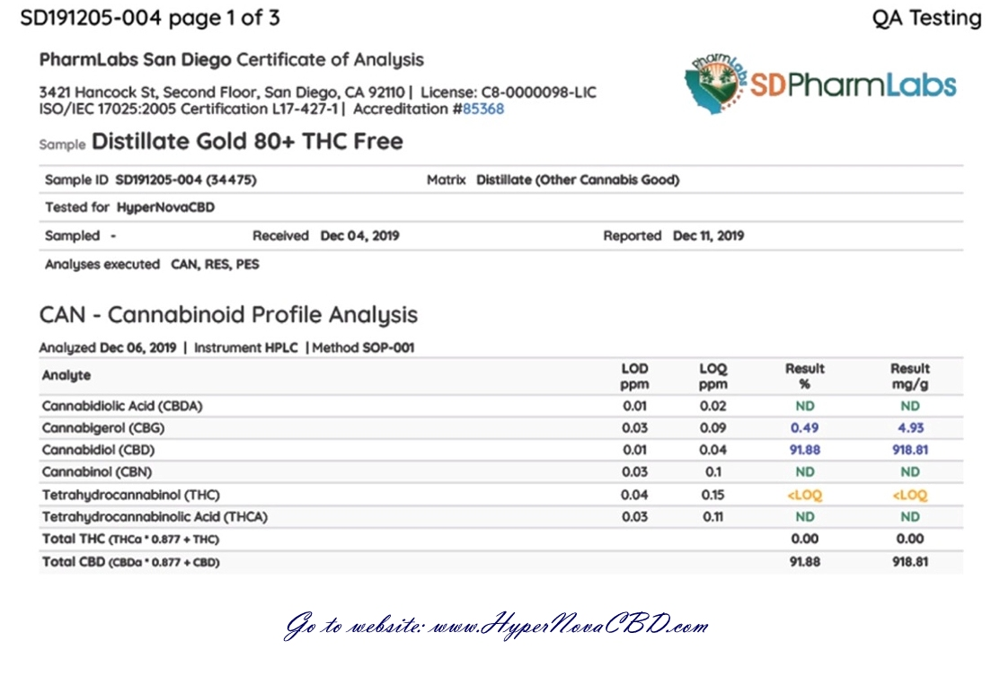 SD191205-004 page 1 of 3 QA Testing
PharmLabs San Diego Certificate of Analysis
3421 Hancock St, Second Floor, San Diego, CA 92110 | License: C8-0000098-LIC
ISO/IEC 17025:2005 Certification L17-427-1 | Accreditation #85368
PharmLabs
SDPharmLabs
Sample Distillate Gold 80+ THC Free
Sample ID SD191205-004 (34475) Matrix Distillate (Other Cannabis Good)
Tested for HyperNovaCBD
Sampled - Received Dec 04, 2019 Reported Dec 11, 2019
Analyses executed CAN, RES, PES
CAN - Cannabinoid Profile Analysis
Analyzed Dec 06, 2019 | Instrument HPLC | Method SOP-001
Analyte LOD ppm LOQ ppm Result % Result mg/g
Cannabidiolic Acid (CBDA) 0.01 0.02 ND ND
Cannabigerol (CBG) 0.03 0.09 0.49 4.93
Cannabidiol (CBD) 0.01 0.04 91.88 918.81
Cannabinol (CBN) 0.03 0.1 ND ND
Tetrahydrocannabinol (THC) 0.04 0.15 <LOQ <LOQ
Tetrahydrocannabinolic Acid (THCA) 0.03 0.11 ND ND
Total THC (THCa * 0.877 + THC) 0.00 0.00
Total CBD (CBDa * 0.877 + CBD) 91.88 918.81
Go to website: www.HyperNovaCBD.com